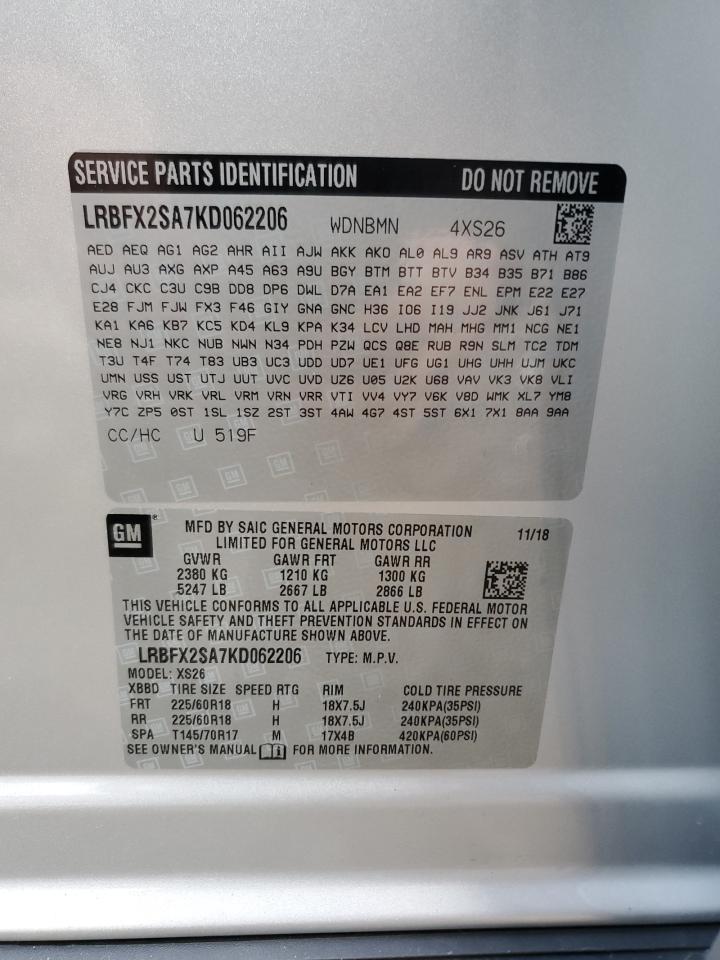 SERVICE PARTS IDENTIFICATION DO NOT REMOVE
LRBFX2SA7KD062206 WDNBMN 4XS26
AED AEQ AG1 AG2 AHR AII AJW AKK AKO AL0 AL9 AR9 ASV ATH AT9
AUJ AU3 AXG AXP A45 A63 A9U BGY BTM BTT BTV B34 B35 B71 B86
CJ4 CKC C3U C9B DD8 DP6 DWL D7A EA1 EA2 EF7 ENL EPM E22 E27
E28 FJM FJW FX3 F46 GIY GNA GNC H36 IO6 I19 JJ2 JNK J61 J71
KA1 KA6 KB7 KC5 KD4 KL9 KPA K34 LCV LHD MAH MHG MM1 NCG NE1
NE8 NJ1 NKC NUB NWN N34 PDH PZW QCS Q8E RUB R9N SLM TC2 TDM
T3U T4F T74 T83 UB3 UC3 UDD UD7 UE1 UFG UG1 UHG UHH UJM UKC
UMN USS UST UTJ UUT UVC UVD UZ6 U05 U2K U68 VAV VK3 VK8 VLI
VRG VRH VRK VRL VRM VRN VRR VTI VV4 VY7 V6K V8D WMK XL7 YM8
Y7C ZP5 0ST 1SL 1SZ 2ST 3ST 4AW 4G7 4ST 5ST 6X1 7X1 8AA 9AA
CC/HC U 519F
GM ® MFD BY SAIC GENERAL MOTORS CORPORATION 11/18
LIMITED FOR GENERAL MOTORS LLC
GVWR GAWR FRT GAWR RR
2380 KG 1210 KG 1300 KG
5247 LB 2667 LB 2866 LB
THIS VEHICLE CONFORMS TO ALL APPLICABLE U.S. FEDERAL MOTOR
VEHICLE SAFETY AND THEFT PREVENTION STANDARDS IN EFFECT ON
THE DATE OF MANUFACTURE SHOWN ABOVE.
LRBFX2SA7KD062206 TYPE: M.P.V.
MODEL: XS26
XBBD TIRE SIZE SPEED RTG RIM COLD TIRE PRESSURE
FRT 225/60R18 H 18X7.5J 240KPA(35PSI)
RR 225/60R18 H 18X7.5J 240KPA(35PSI)
SPA T145/70R17 M 17X4B 420KPA(60PSI)
SEE OWNER'S MANUAL FOR MORE INFORMATION.